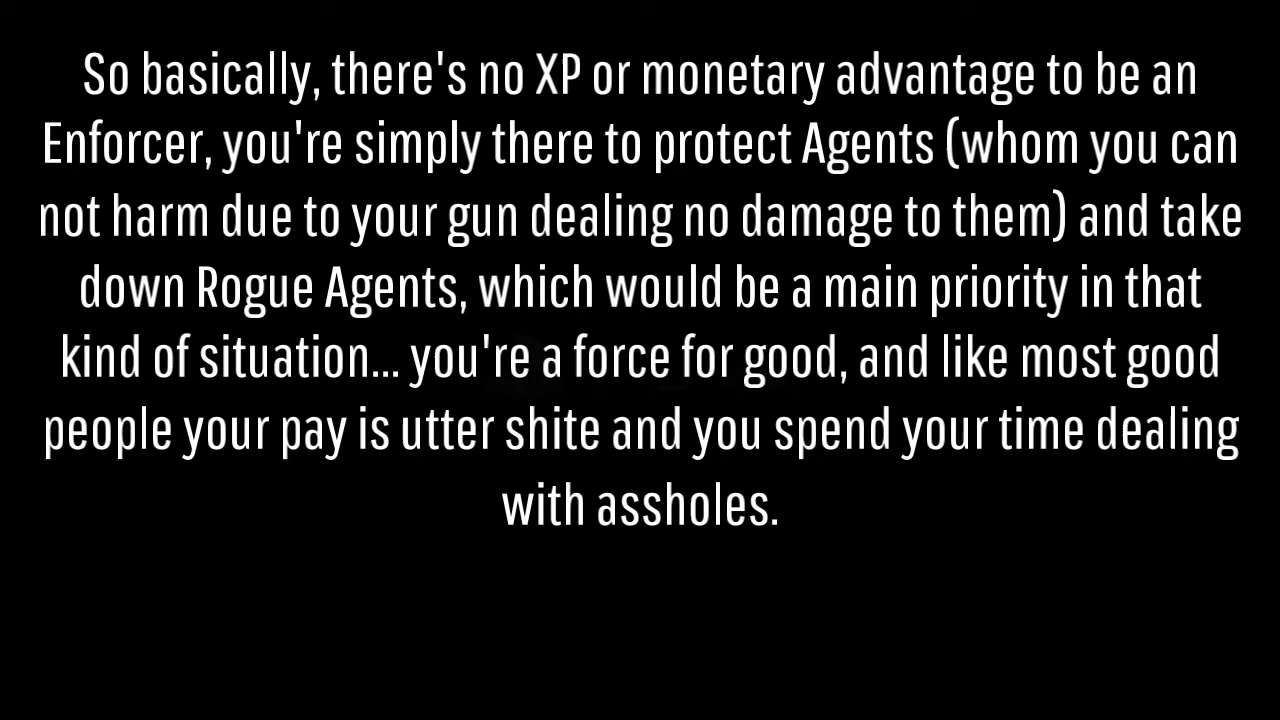 So basically, there's no XP or monetary advantage to be an
Enforcer, you're simply there to protect Agents (whom you can
not harm due to your gun dealing no damage to them) and take
down Rogue Agents, which would be a main priority in that
kind of situation... you're a force for good, and like most good
people your pay is utter shite and you spend your time dealing
with assholes.